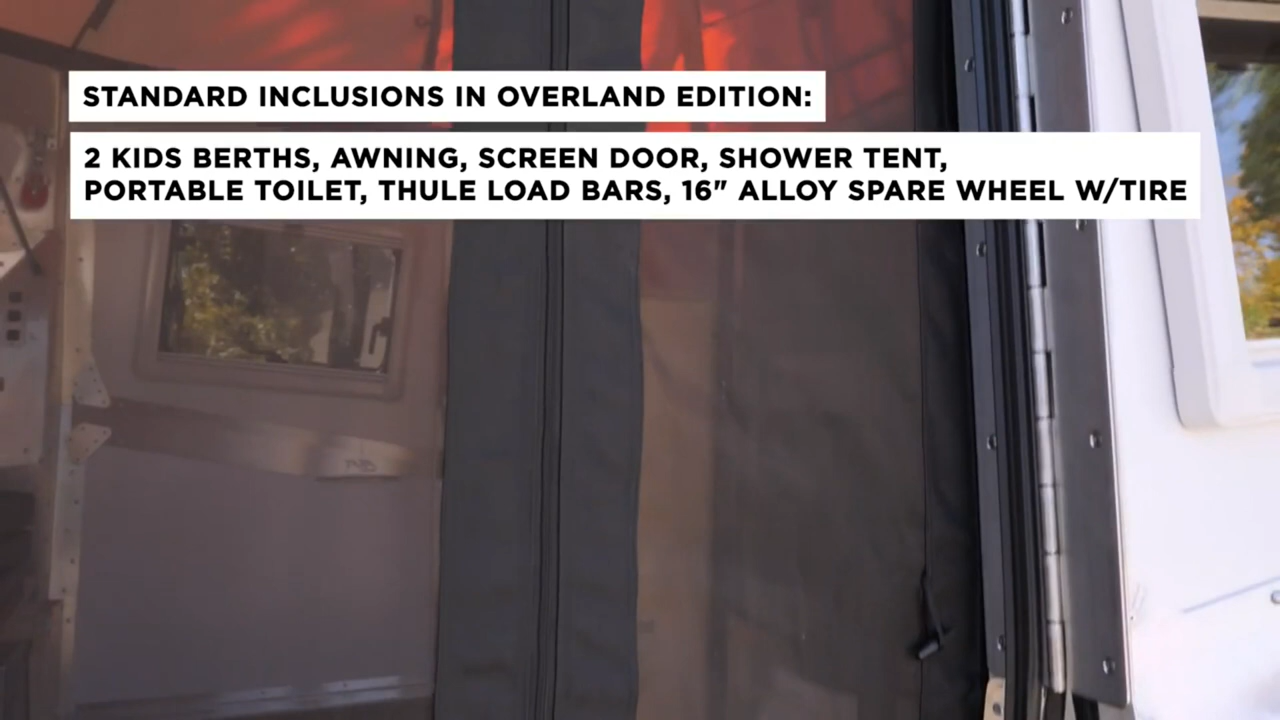 STANDARD INCLUSIONS IN OVERLAND EDITION:
2 KIDS BERTHS, AWNING, SCREEN DOOR, SHOWER TENT,
PORTABLE TOILET, THULE LOAD BARS, 16" ALLOY SPARE WHEEL W/TIRE